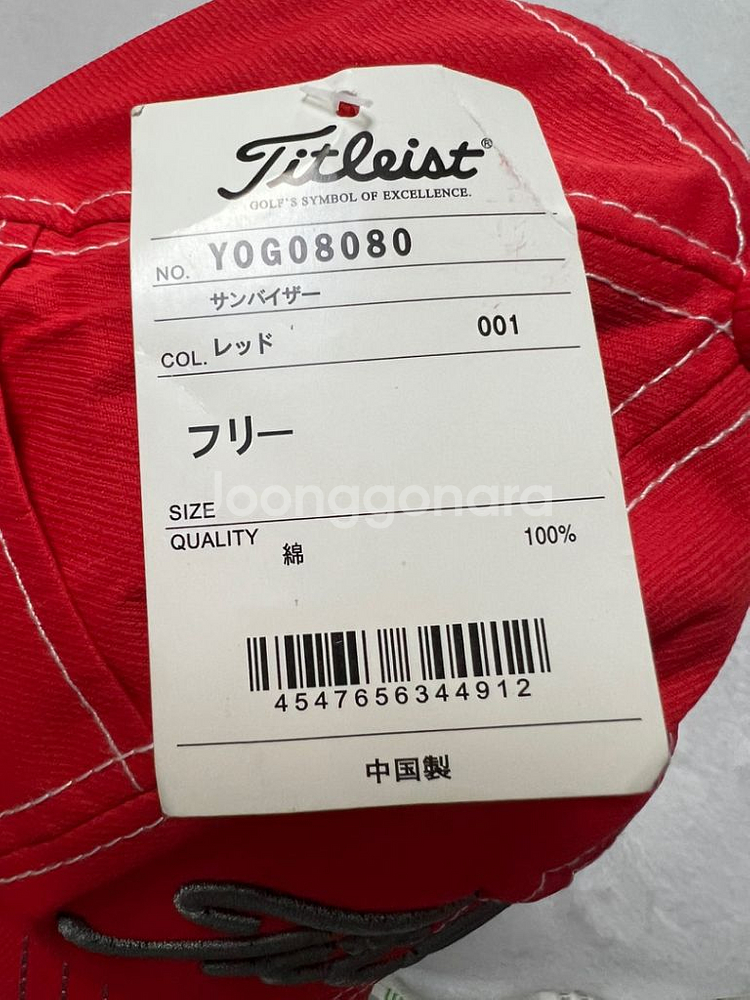 Titleist®
GOLF'S SYMBOL OF EXCELLENCE.
NO. YOG08080
サンバイザー
COL. レッド 001
フリー
SIZE
loonggonara
QUALITY 綿 100%
4547656344912
中国製